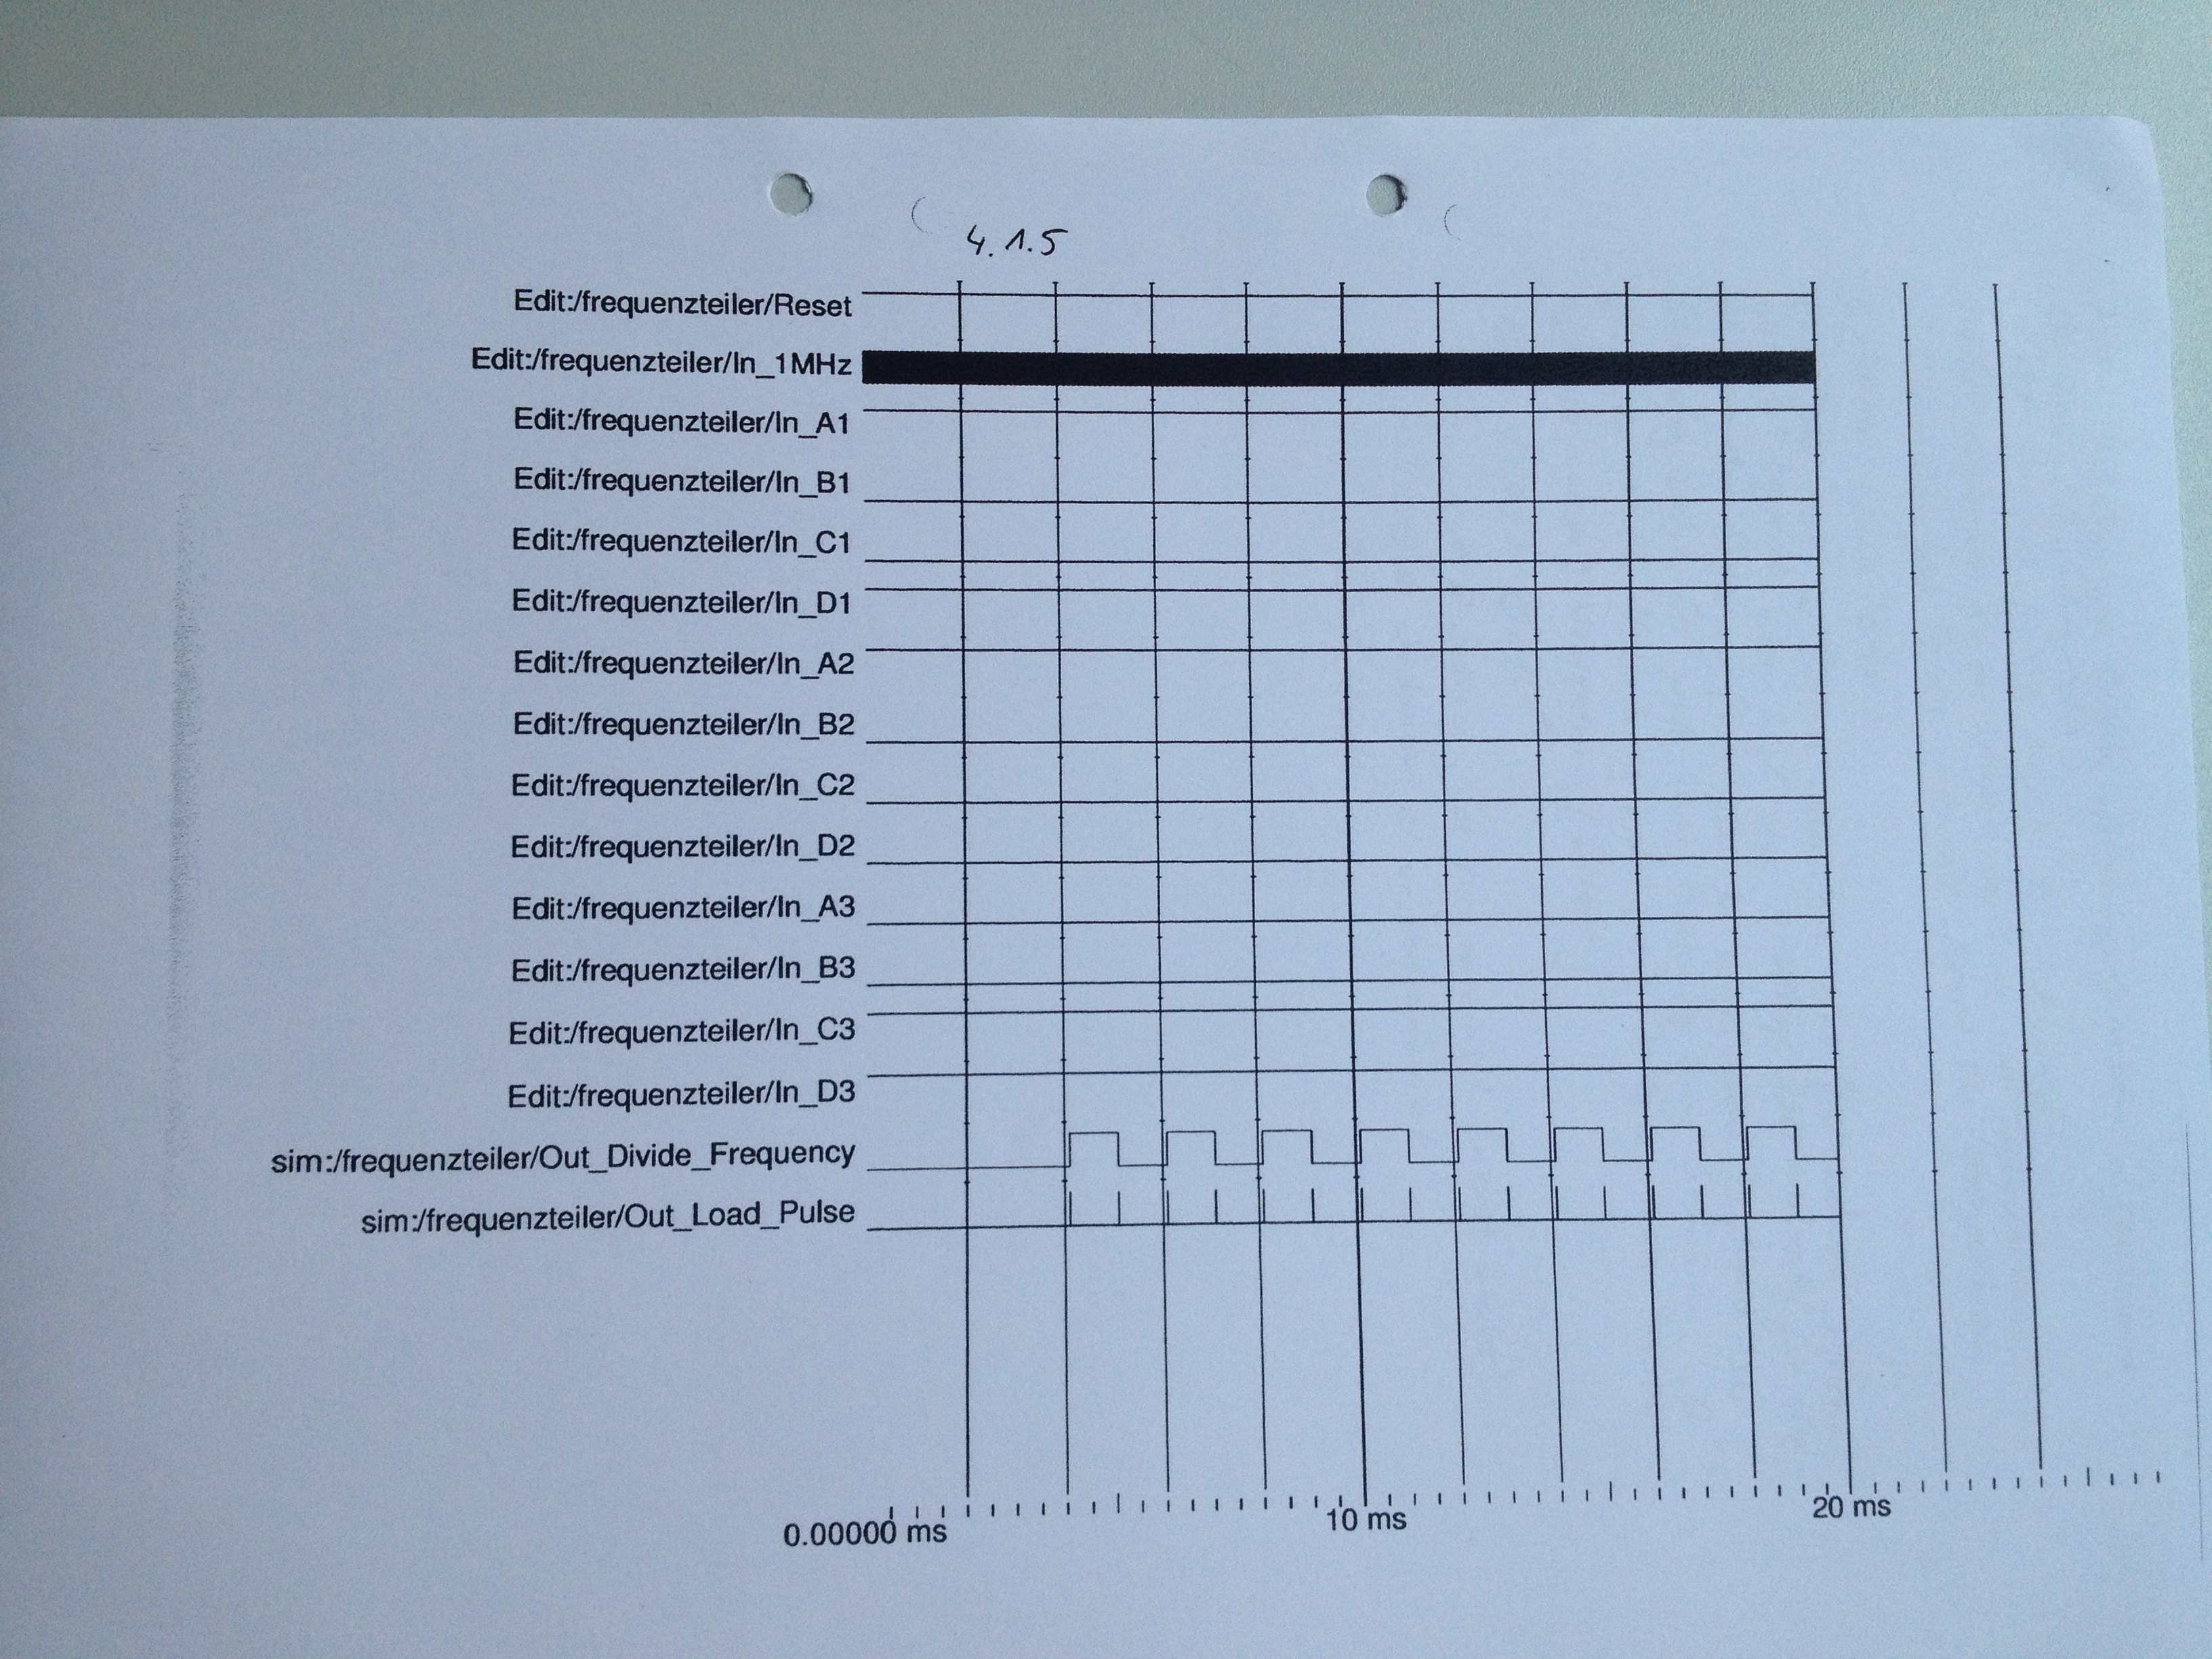 4.1.5
Edit:/frequenzteiler/Reset
Edit:/frequenzteiler/In_1MHz
Edit:/frequenzteiler/In_A1
Edit:/frequenzteiler/In_B1
Edit:/frequenzteiler/In_C1
Edit:/frequenzteiler/In_D1
Edit:/frequenzteiler/In_A2
Edit:/frequenzteiler/In_B2
Edit:/frequenzteiler/In_C2
Edit:/frequenzteiler/In_D2
Edit:/frequenzteiler/In_A3
Edit:/frequenzteiler/In_B3
Edit:/frequenzteiler/In_C3
Edit:/frequenzteiler/In_D3
sim:/frequenzteiler/Out_Divide_Frequency
sim:/frequenzteiler/Out_Load_Pulse
0.00000 ms 10 ms 20 ms